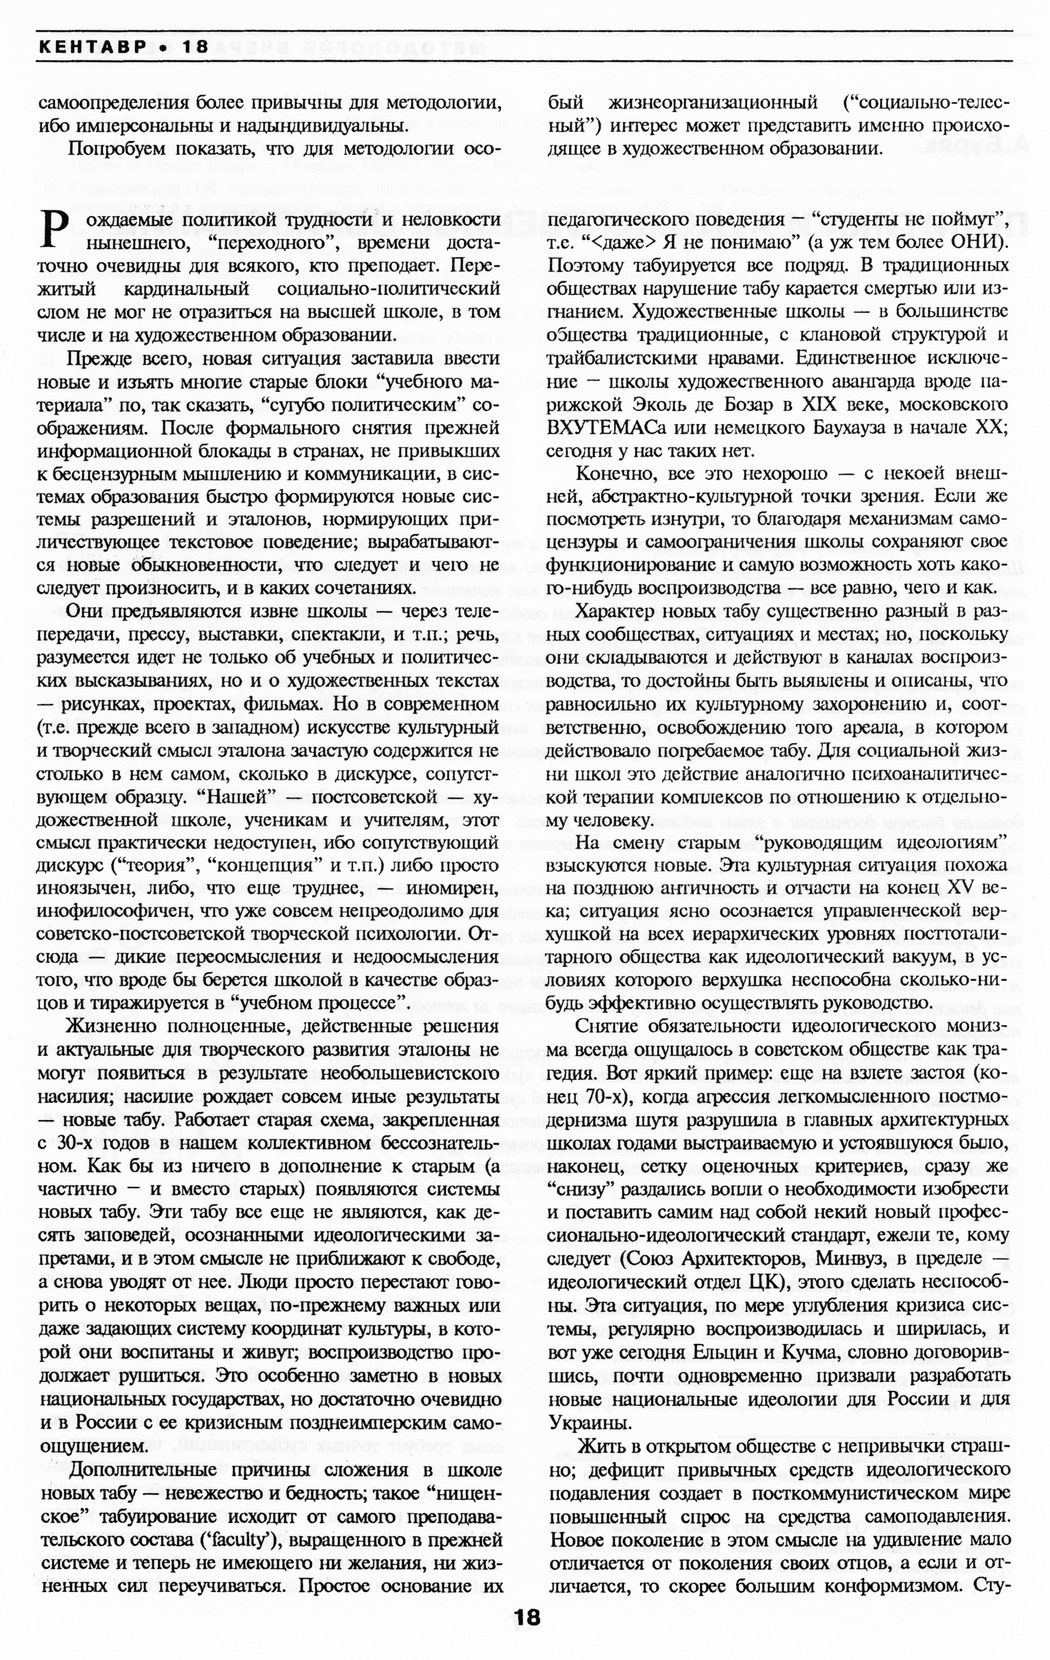 КЕНТАВР • 18
самоопределения более привычны для методологии,
ибо имперсональны и надындивидуальны.
Попробуем показать, что для методологии осо-
бый жизнеорганизационный (“социально-телес-
ный”) интерес может представить именно происхо-
дящее в художественном образовании.
Рождаемые политикой трудности и неловкости
нынешнего, “переходного”, времени доста-
точно очевидны для всякого, кто преподает. Пере-
житый кардинальный социально-политический
слом не мог не отразиться на высшей школе, в том
числе и на художественном образовании.
Прежде всего, новая ситуация заставила ввести
новые и изъять многие старые блоки “учебного ма-
териала” по, так сказать, “сугубо политическим” со-
ображениям. После формального снятия прежней
информационной блокады в странах, не привыкших
к бесцензурным мышлению и коммуникации, в сис-
темах образования быстро формируются новые сис-
темы разрешений и эталонов, нормирующих при-
личествующее текстовое поведение; вырабатывают-
ся новые обыкновенности, что следует и чего не
следует произносить, и в каких сочетаниях.
Они предъявляются извне школы — через теле-
передачи, прессу, выставки, спектакли, и т.п.; речь,
разумеется идет не только об учебных и политичес-
ких высказываниях, но и о художественных текстах
— рисунках, проектах, фильмах. Но в современном
(т.е. прежде всего в западном) искусстве культурный
и творческий смысл эталона зачастую содержится не
столько в нем самом, сколько в дискурсе, сопутст-
вующем образцу. “Нашей” — постсоветской — ху-
дожественной школе, ученикам и учителям, этот
смысл практически недоступен, ибо сопутствующий
дискурс (“теория”, “концепция” и т.п.) либо просто
иноязычен, либо, что еще труднее, — иномирен,
инофилософичен, что уже совсем непреодолимо для
советско-постсоветской творческой психологии. От-
сюда — дикие переосмысления и недоосмысления
того, что вроде бы берется школой в качестве образ-
цов и тиражируется в “учебном процессе”.
Жизненно полноценные, действенные решения
и актуальные для творческого развития эталоны не
могут появиться в результате необольшевистского
насилия; насилие рождает совсем иные результаты
— новые табу. Работает старая схема, закрепленная
с 30-х годов в нашем коллективном бессознатель-
ном. Как бы из ничего в дополнение к старым (а
частично — и вместо старых) появляются системы
новых табу. Эти табу все еще не являются, как де-
сять заповедей, осознанными идеологическими за-
претами, и в этом смысле не приближают к свободе,
а снова уводят от нее. Люди просто перестают гово-
рить о некоторых вещах, по-прежнему важных или
даже задающих систему координат культуры, в кото-
рой они воспитаны и живут; воспроизводство про-
должает рушиться. Это особенно заметно в новых
национальных государствах, но достаточно очевидно
и в России с ее кризисным позднеимперским само-
ощущением.
Дополнительные причины сложения в школе
новых табу — невежество и бедность; такое “нищен-
ское” табуирование исходит от самого преподава-
тельского состава (‘faculty’), выращенного в прежней
системе и теперь не имеющего ни желания, ни жиз-
ненных сил переучиваться. Простое основание их
педагогического поведения — “студенты не поймут”,
т.е. “<даже> Я не понимаю” (а уж тем более ОНИ).
Поэтому табуируется все подряд. В традиционных
обществах нарушение табу карается смертью или из-
гнанием. Художественные школы — в большинстве
общества традиционные, с клановой структурой и
трайбалистскими нравами. Единственное исключе-
ние — школы художественного авангарда вроде па-
рижской Эколь де Бозар в XIX веке, московского
ВХУТЕМАСа или немецкого Баухауза в начале XX;
сегодня у нас таких нет.
Конечно, все это нехорошо — с некоей внеш-
ней, абстрактно-культурной точки зрения. Если же
посмотреть изнутри, то благодаря механизмам само-
цензуры и самоограничения школы сохраняют свое
функционирование и самую возможность хоть како-
го-нибудь воспроизводства — все равно, чего и как.
Характер новых табу существенно разный в раз-
ных сообществах, ситуациях и местах; но, поскольку
они складываются и действуют в каналах воспроиз-
водства, то достойны быть выявлены и описаны, что
равносильно их культурному захоронению и, соот-
ветственно, освобождению того ареала, в котором
действовало погребаемое табу. Для социальной жиз-
ни школ это действие аналогично психоаналитичес-
кой терапии комплексов по отношению к отдельно-
му человеку.
На смену старым “руководящим идеологиям”
взыскуются новые. Эта культурная ситуация похожа
на позднюю античность и отчасти на конец XV ве-
ка; ситуация ясно осознается управленческой вер-
хушкой на всех иерархических уровнях посттотали-
тарного общества как идеологический вакуум, в ус-
ловиях которого верхушка неспособна сколько-ни-
будь эффективно осуществлять руководство.
Снятие обязательности идеологического мониз-
ма всегда ощущалось в советском обществе как тра-
гедия. Вот яркий пример: еще на взлете застоя (ко-
нец 70-х), когда агрессия легкомысленного постмо-
дернизма шутя разрушила в главных архитектурных
школах годами выстраиваемую и устоявшуюся было,
наконец, сетку оценочных критериев, сразу же
“снизу” раздались вопли о необходимости изобрести
и поставить самим над собой некий новый профес-
сионально-идеологический стандарт, ежели те, кому
следует (Союз Архитекторов, Минвуз, в пределе —
идеологический отдел ЦК), этого сделать неспособ-
ны. Эта ситуация, по мере углубления кризиса сис-
темы, регулярно воспроизводилась и ширилась, и
вот уже сегодня Ельцин и Кучма, словно договорив-
шись, почти одновременно призвали разработать
новые национальные идеологии для России и для
Украины.
Жить в открытом обществе с непривычки страш-
но; дефицит привычных средств идеологического
подавления создает в посткоммунистическом мире
повышенный спрос на средства самоподавления.
Новое поколение в этом смысле на удивление мало
отличается от поколения своих отцов, а если и от-
личается, то скорее большим конформизмом. Сту-
18